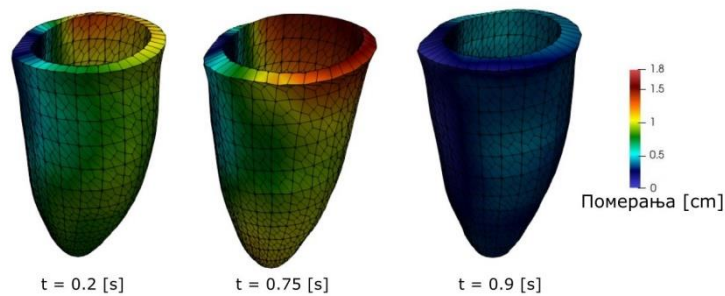 1.8
1.5
1
0.5
0
Померања [cm]
t = 0.2 [s]
t = 0.75 [s]
t = 0.9 [s]